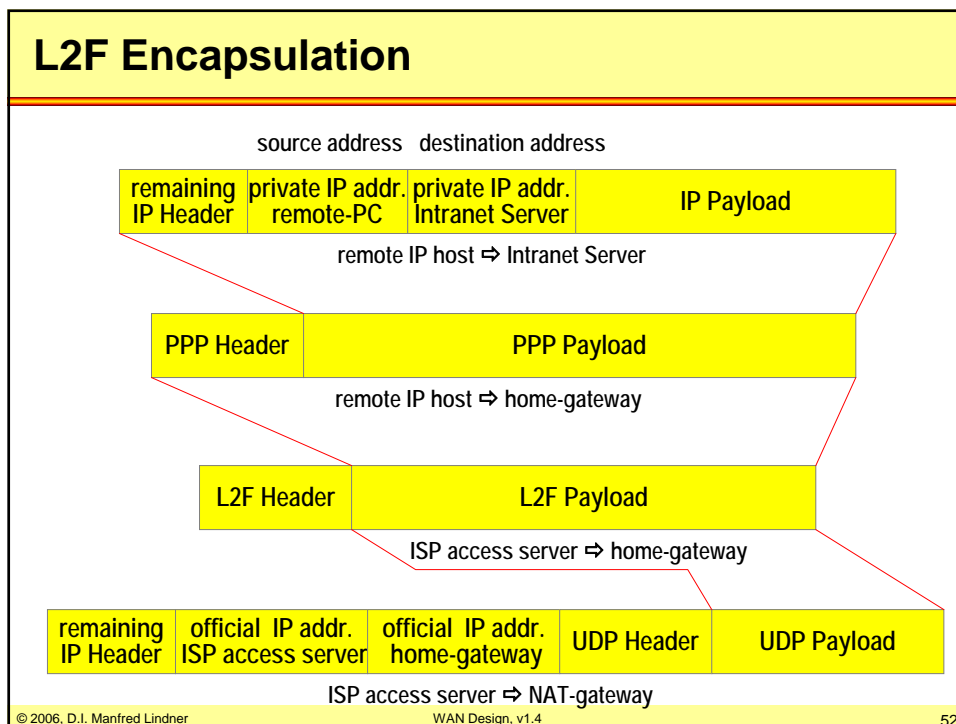 L2F Encapsulation
source address destination address
remaining IP Header
private IP addr. remote-PC
private IP addr. Intranet Server
IP Payload
remote IP host ⇨ Intranet Server
PPP Header
PPP Payload
remote IP host ⇨ home-gateway
L2F Header
L2F Payload
ISP access server ⇨ home-gateway
remaining IP Header
official IP addr. ISP access server
official IP addr. home-gateway
UDP Header
UDP Payload
ISP access server ⇨ NAT-gateway
© 2006, D.I. Manfred Lindner
WAN Design, v1.4
52